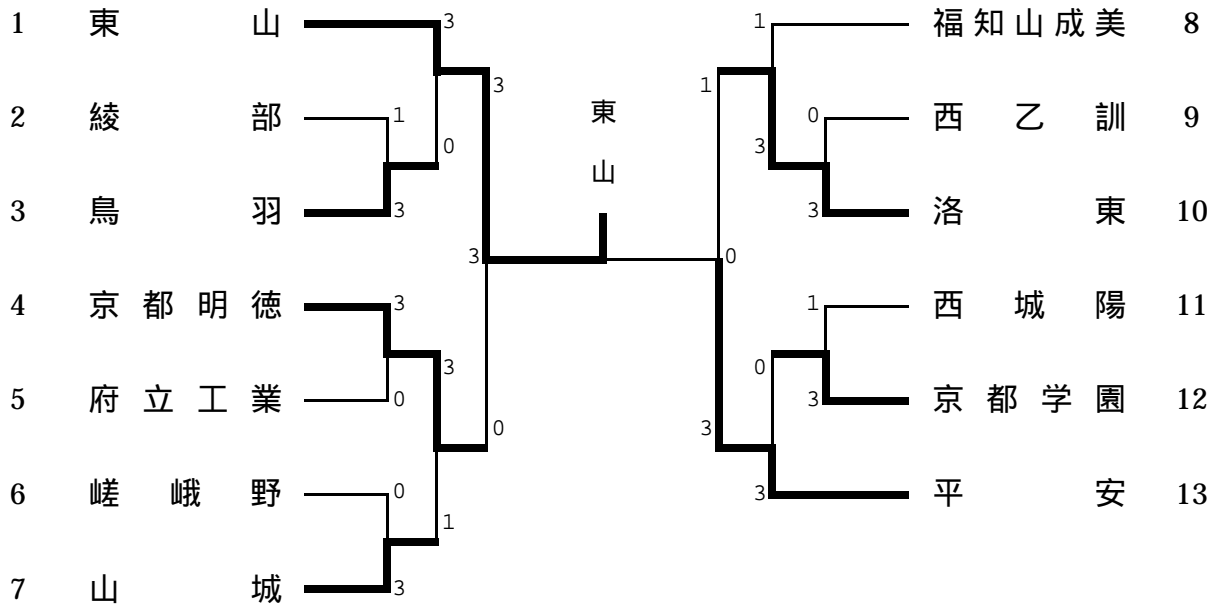 1 東山 3
3
2 綾部 1
0
3 鳥羽 3
3
4 京都明徳 3
3
5 府立工業 0
0
6 嵯峨野 0
1
7 山城 3
東山
1 福知山成美 8
1
0 西乙訓 9
3
3 洛東 10
0
1 西城陽 11
0
3 京都学園 12
3
3 平安 13